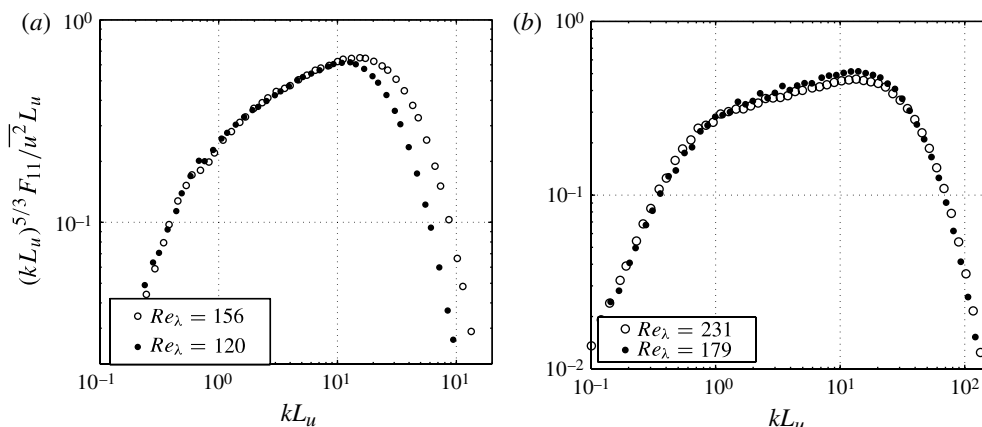 (a)
(b)
(kL_u)^{5/3} F_{11}/\overline{u^2} L_u
10^0
10^{-1}
10^{-1}
10^0
10^1
10^1
kL_u
Re_λ = 156
Re_λ = 120
10^0
10^{-1}
10^{-2}
10^{-1}
10^0
10^1
10^2
kL_u
Re_λ = 231
Re_λ = 179